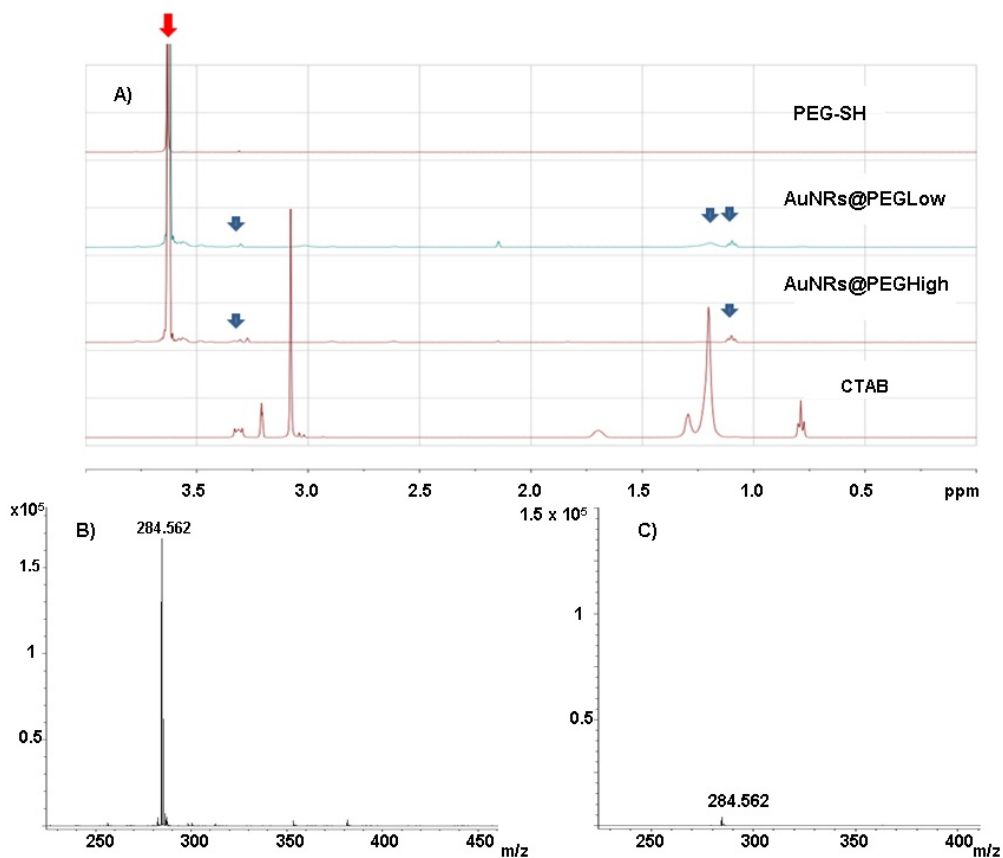 A)
PEG-SH
AuNRs@PEGLow
AuNRs@PEGHigh
CTAB
3.5 3.0 2.5 2.0 1.5 1.0 0.5 ppm
x10⁵
B)
284.562
1.5
1
0.5
250 300 350 400 450 m/z
1.5 x 10⁵
C)
1
0.5
284.562
250 300 350 400 m/z